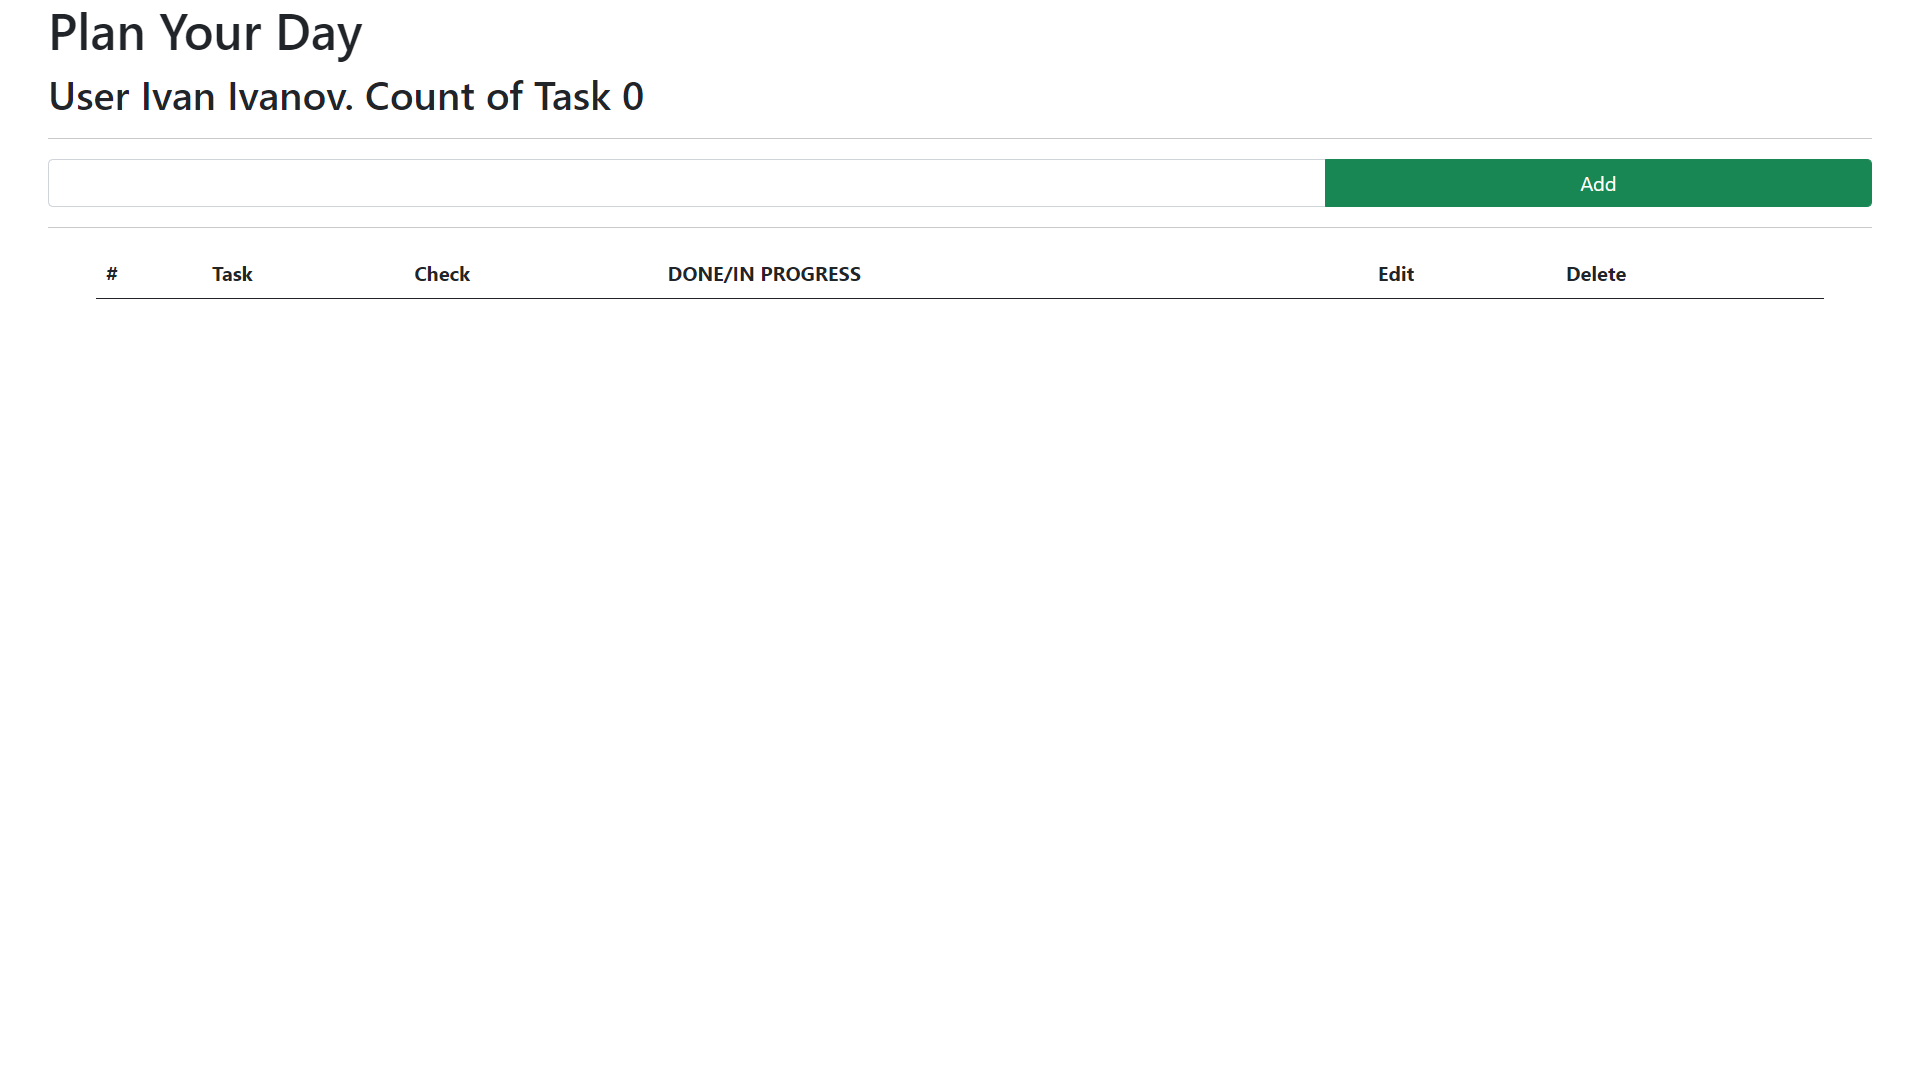 Plan Your Day
User Ivan Ivanov. Count of Task 0
Add
# Task Check DONE/IN PROGRESS Edit Delete